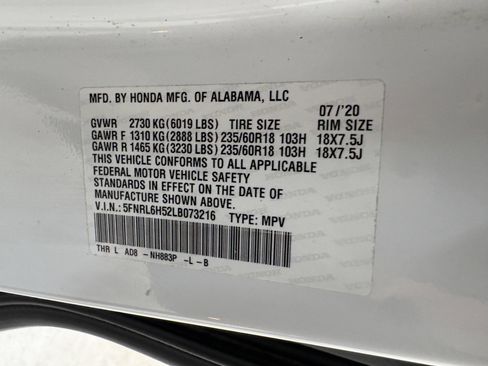 MFD. BY HONDA MFG. OF ALABAMA, LLC 07/'20
GVWR 2730 KG(6019 LBS) TIRE SIZE RIM SIZE
GAWR F 1310 KG(2888 LBS) 235/60R18 103H 18X7.5J
GAWR R 1465 KG(3230 LBS) 235/60R18 103H 18X7.5J
THIS VEHICLE CONFORMS TO ALL APPLICABLE
FEDERAL MOTOR VEHICLE SAFETY
STANDARDS IN EFFECT ON THE DATE OF
MANUFACTURE SHOWN ABOVE.
V.I.N.: 5FNRL6H52LB073216 TYPE: MPV
THR L AD8 -NH883P -L-B